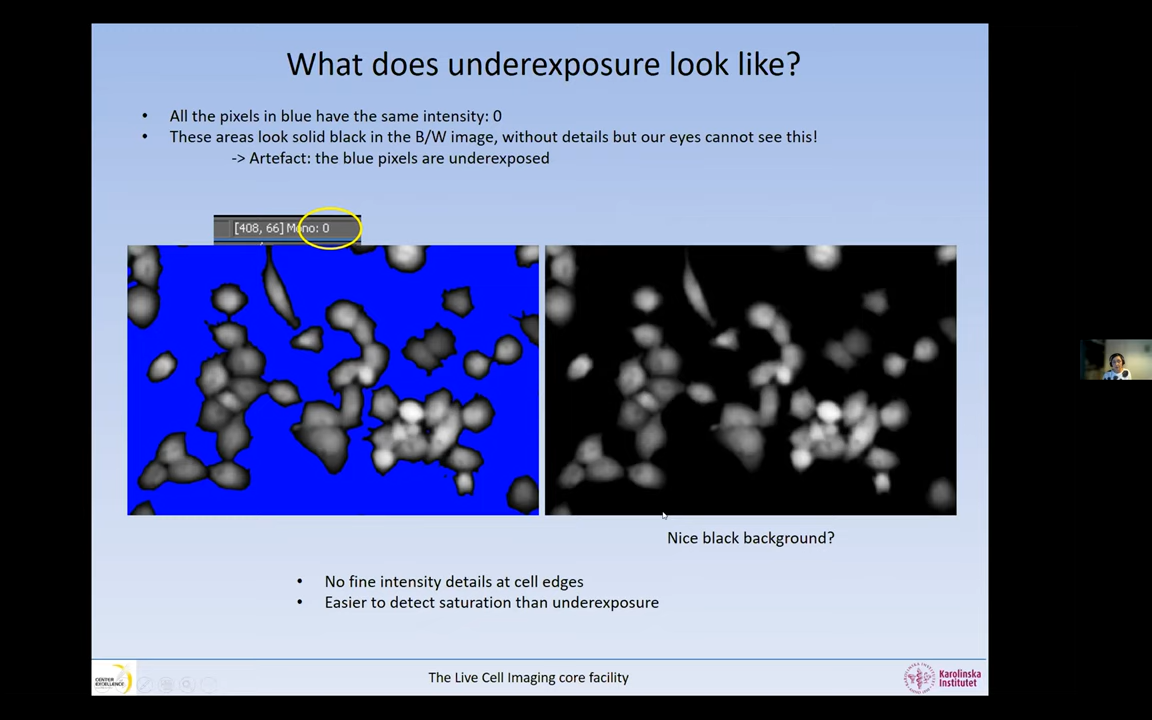 What does underexposure look like?
• All the pixels in blue have the same intensity: 0
• These areas look solid black in the B/W image, without details but our eyes cannot see this!
-> Artefact: the blue pixels are underexposed
[408, 66] Mono: 0
Nice black background?
• No fine intensity details at cell edges
• Easier to detect saturation than underexposure
The Live Cell Imaging core facility
Karolinska
Institutet